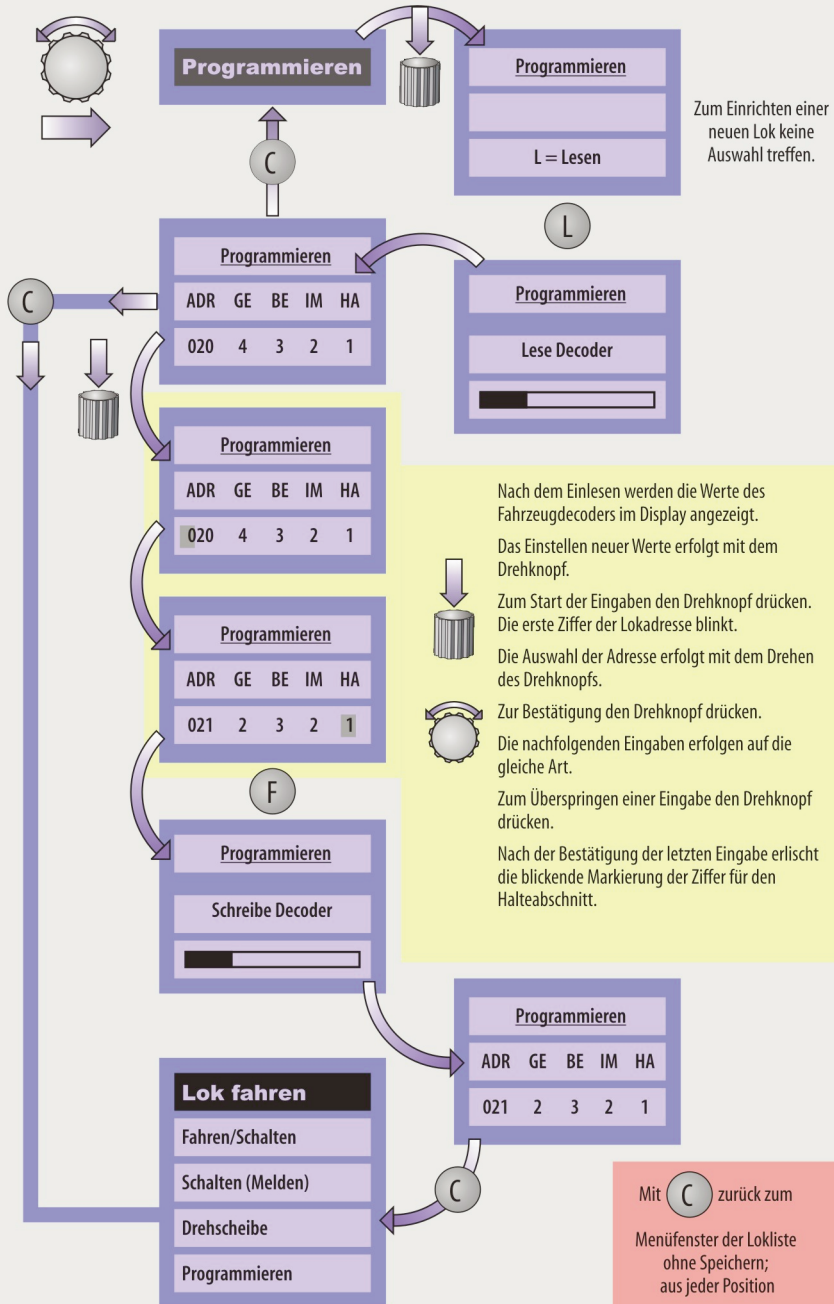 Programmieren
Programmieren
L = Lesen
Zum Einrichten einer
neuen Lok keine
Auswahl treffen.
C
L
Programmieren
ADR GE BE IM HA
020 4 3 2 1
Programmieren
Lese Decoder
C
Programmieren
ADR GE BE IM HA
020 4 3 2 1
Programmieren
ADR GE BE IM HA
021 2 3 2 1
Nach dem Einlesen werden die Werte des
Fahrzeugdecoders im Display angezeigt.
Das Einstellen neuer Werte erfolgt mit dem
Drehknopf.
Zum Start der Eingaben den Drehknopf drücken.
Die erste Ziffer der Lokadresse blinkt.
Die Auswahl der Adresse erfolgt mit dem Drehen
des Drehknopfs.
Zur Bestätigung den Drehknopf drücken.
Die nachfolgenden Eingaben erfolgen auf die
gleiche Art.
Zum Überspringen einer Eingabe den Drehknopf
drücken.
Nach der Bestätigung der letzten Eingabe erlischt
die blickende Markierung der Ziffer für den
Halteabschnitt.
F
Programmieren
Schreibe Decoder
Programmieren
ADR GE BE IM HA
021 2 3 2 1
C
Lok fahren
Fahren/Schalten
Schalten (Melden)
Drehscheibe
Programmieren
Mit C zurück zum
Menüfenster der Lokliste
ohne Speichern;
aus jeder Position